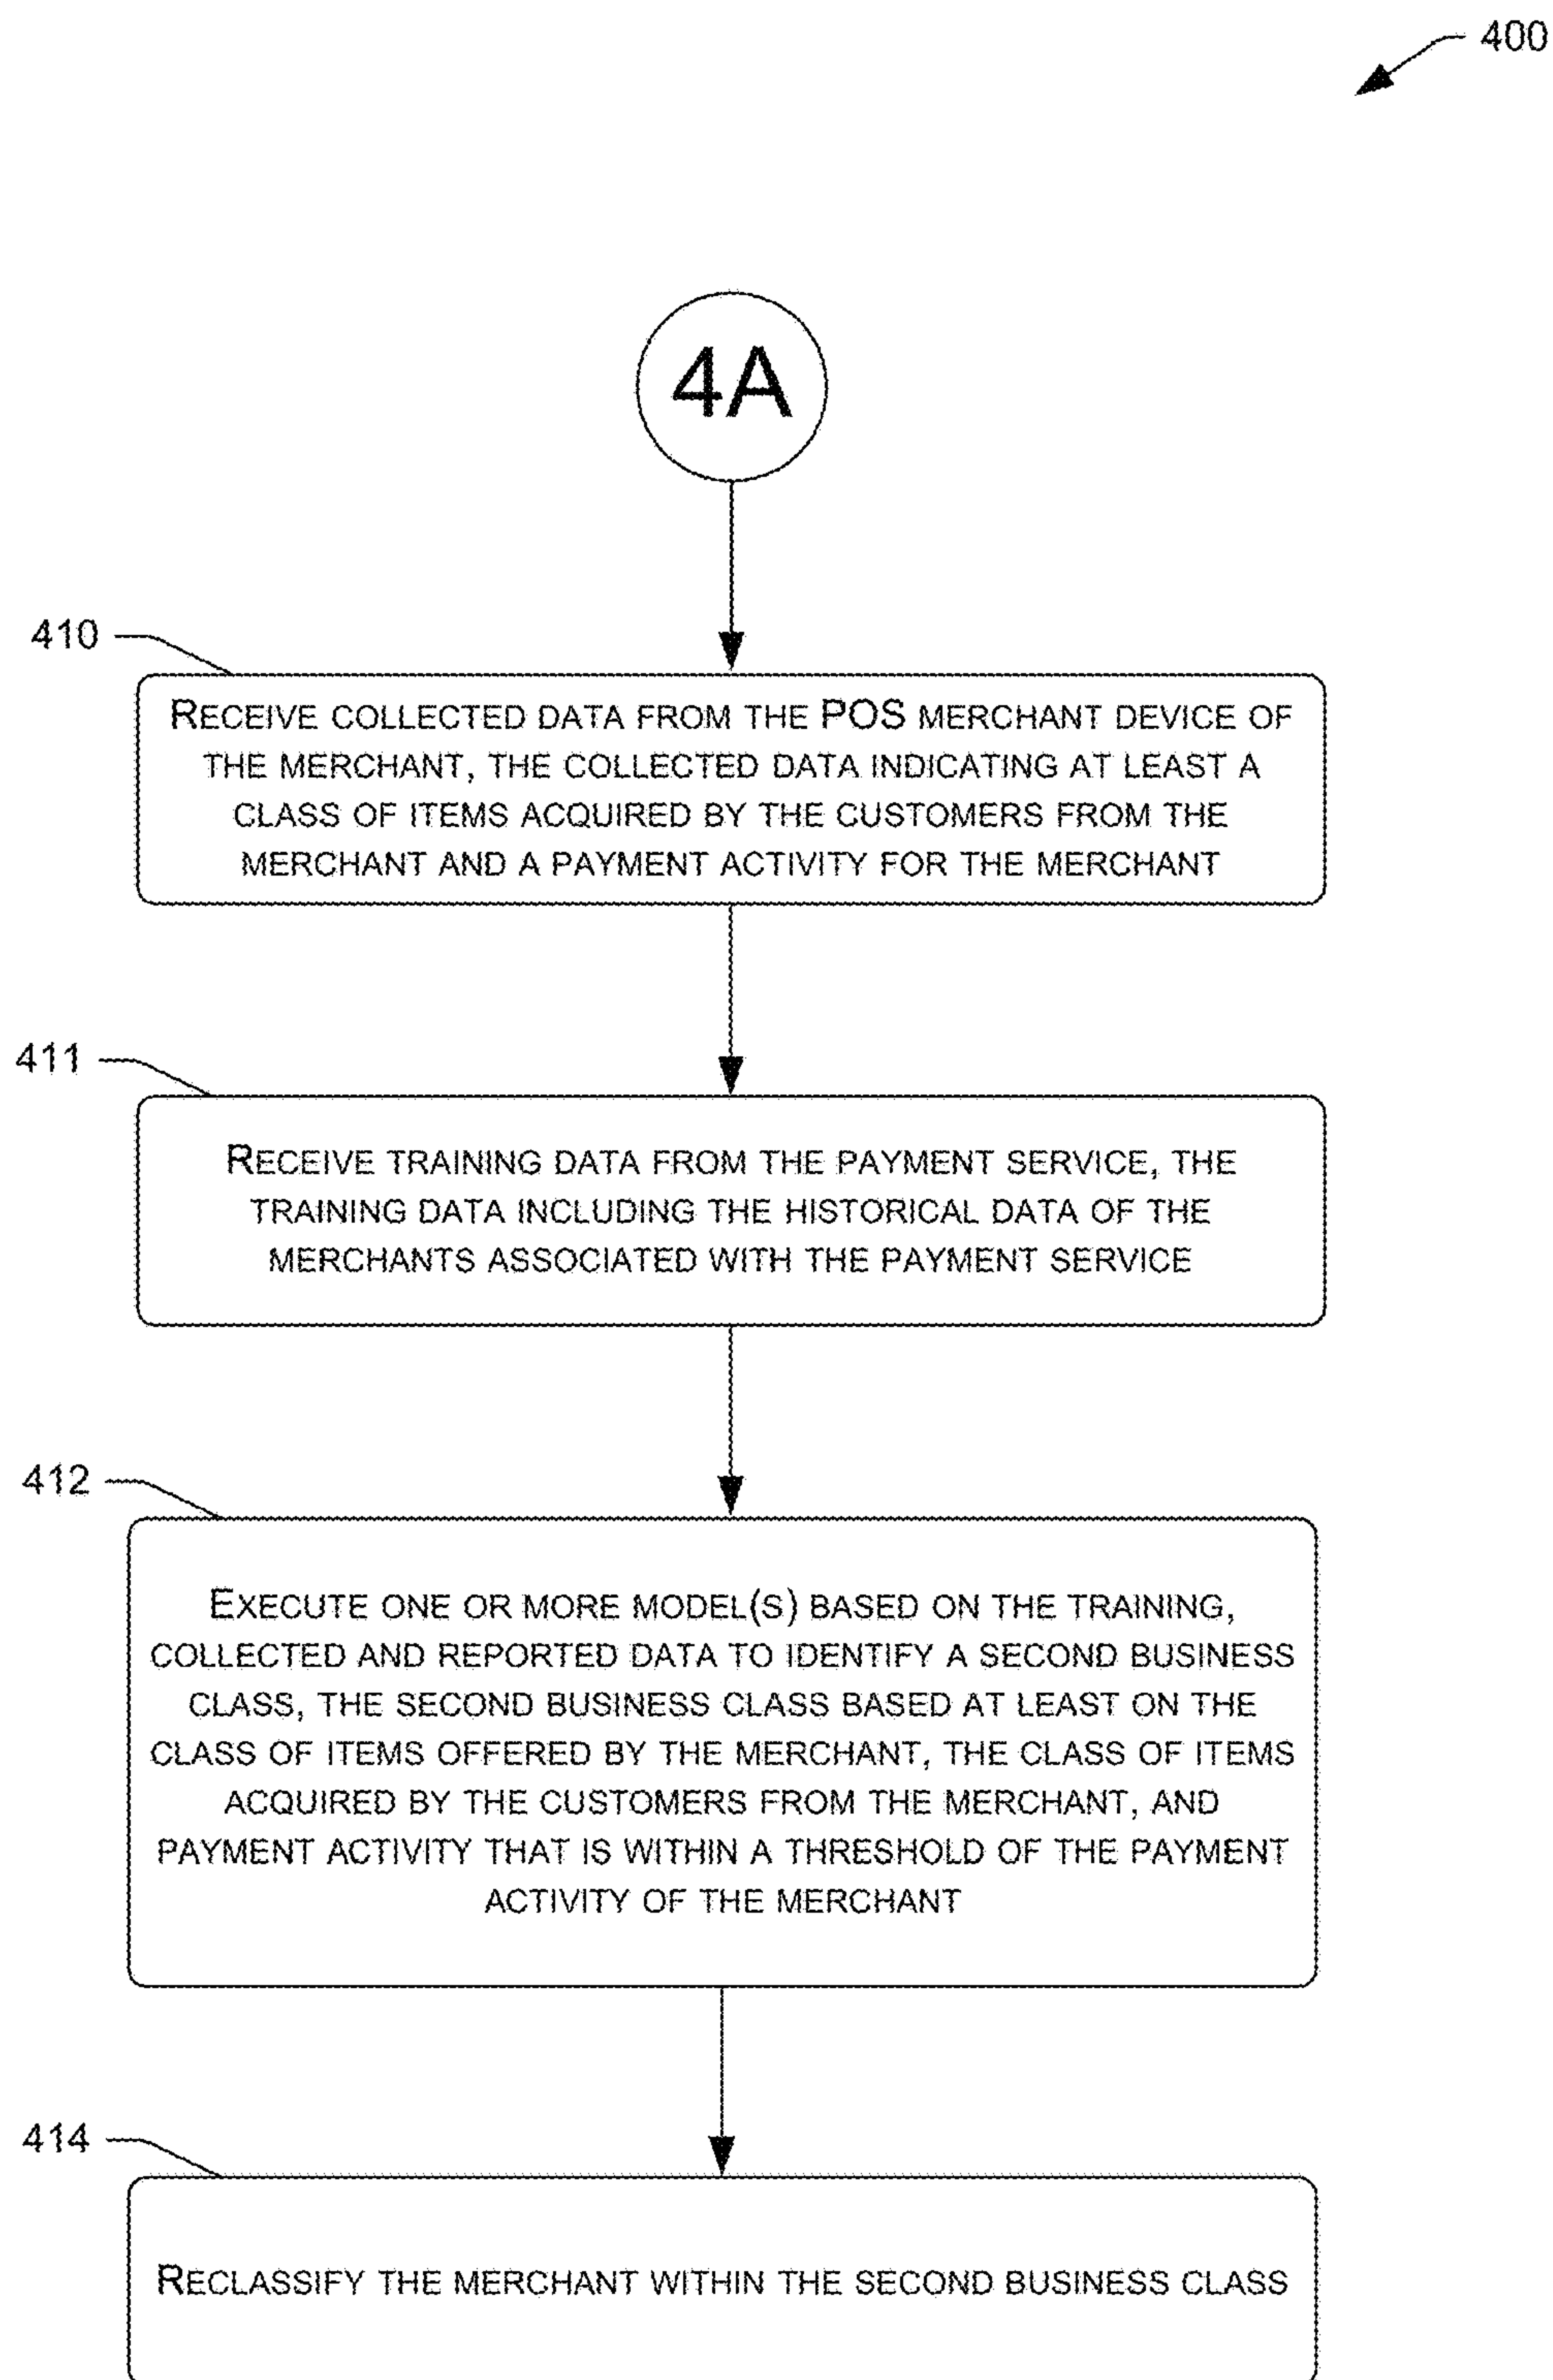 400
4A
410
RECEIVE COLLECTED DATA FROM THE POS MERCHANT DEVICE OF
THE MERCHANT, THE COLLECTED DATA INDICATING AT LEAST A
CLASS OF ITEMS ACQUIRED BY THE CUSTOMERS FROM THE
MERCHANT AND A PAYMENT ACTIVITY FOR THE MERCHANT
411
RECEIVE TRAINING DATA FROM THE PAYMENT SERVICE, THE
TRAINING DATA INCLUDING THE HISTORICAL DATA OF THE
MERCHANTS ASSOCIATED WITH THE PAYMENT SERVICE
412
EXECUTE ONE OR MORE MODEL(S) BASED ON THE TRAINING,
COLLECTED AND REPORTED DATA TO IDENTIFY A SECOND BUSINESS
CLASS, THE SECOND BUSINESS CLASS BASED AT LEAST ON THE
CLASS OF ITEMS OFFERED BY THE MERCHANT, THE CLASS OF ITEMS
ACQUIRED BY THE CUSTOMERS FROM THE MERCHANT, AND
PAYMENT ACTIVITY THAT IS WITHIN A THRESHOLD OF THE PAYMENT
ACTIVITY OF THE MERCHANT
414
RECLASSIFY THE MERCHANT WITHIN THE SECOND BUSINESS CLASS